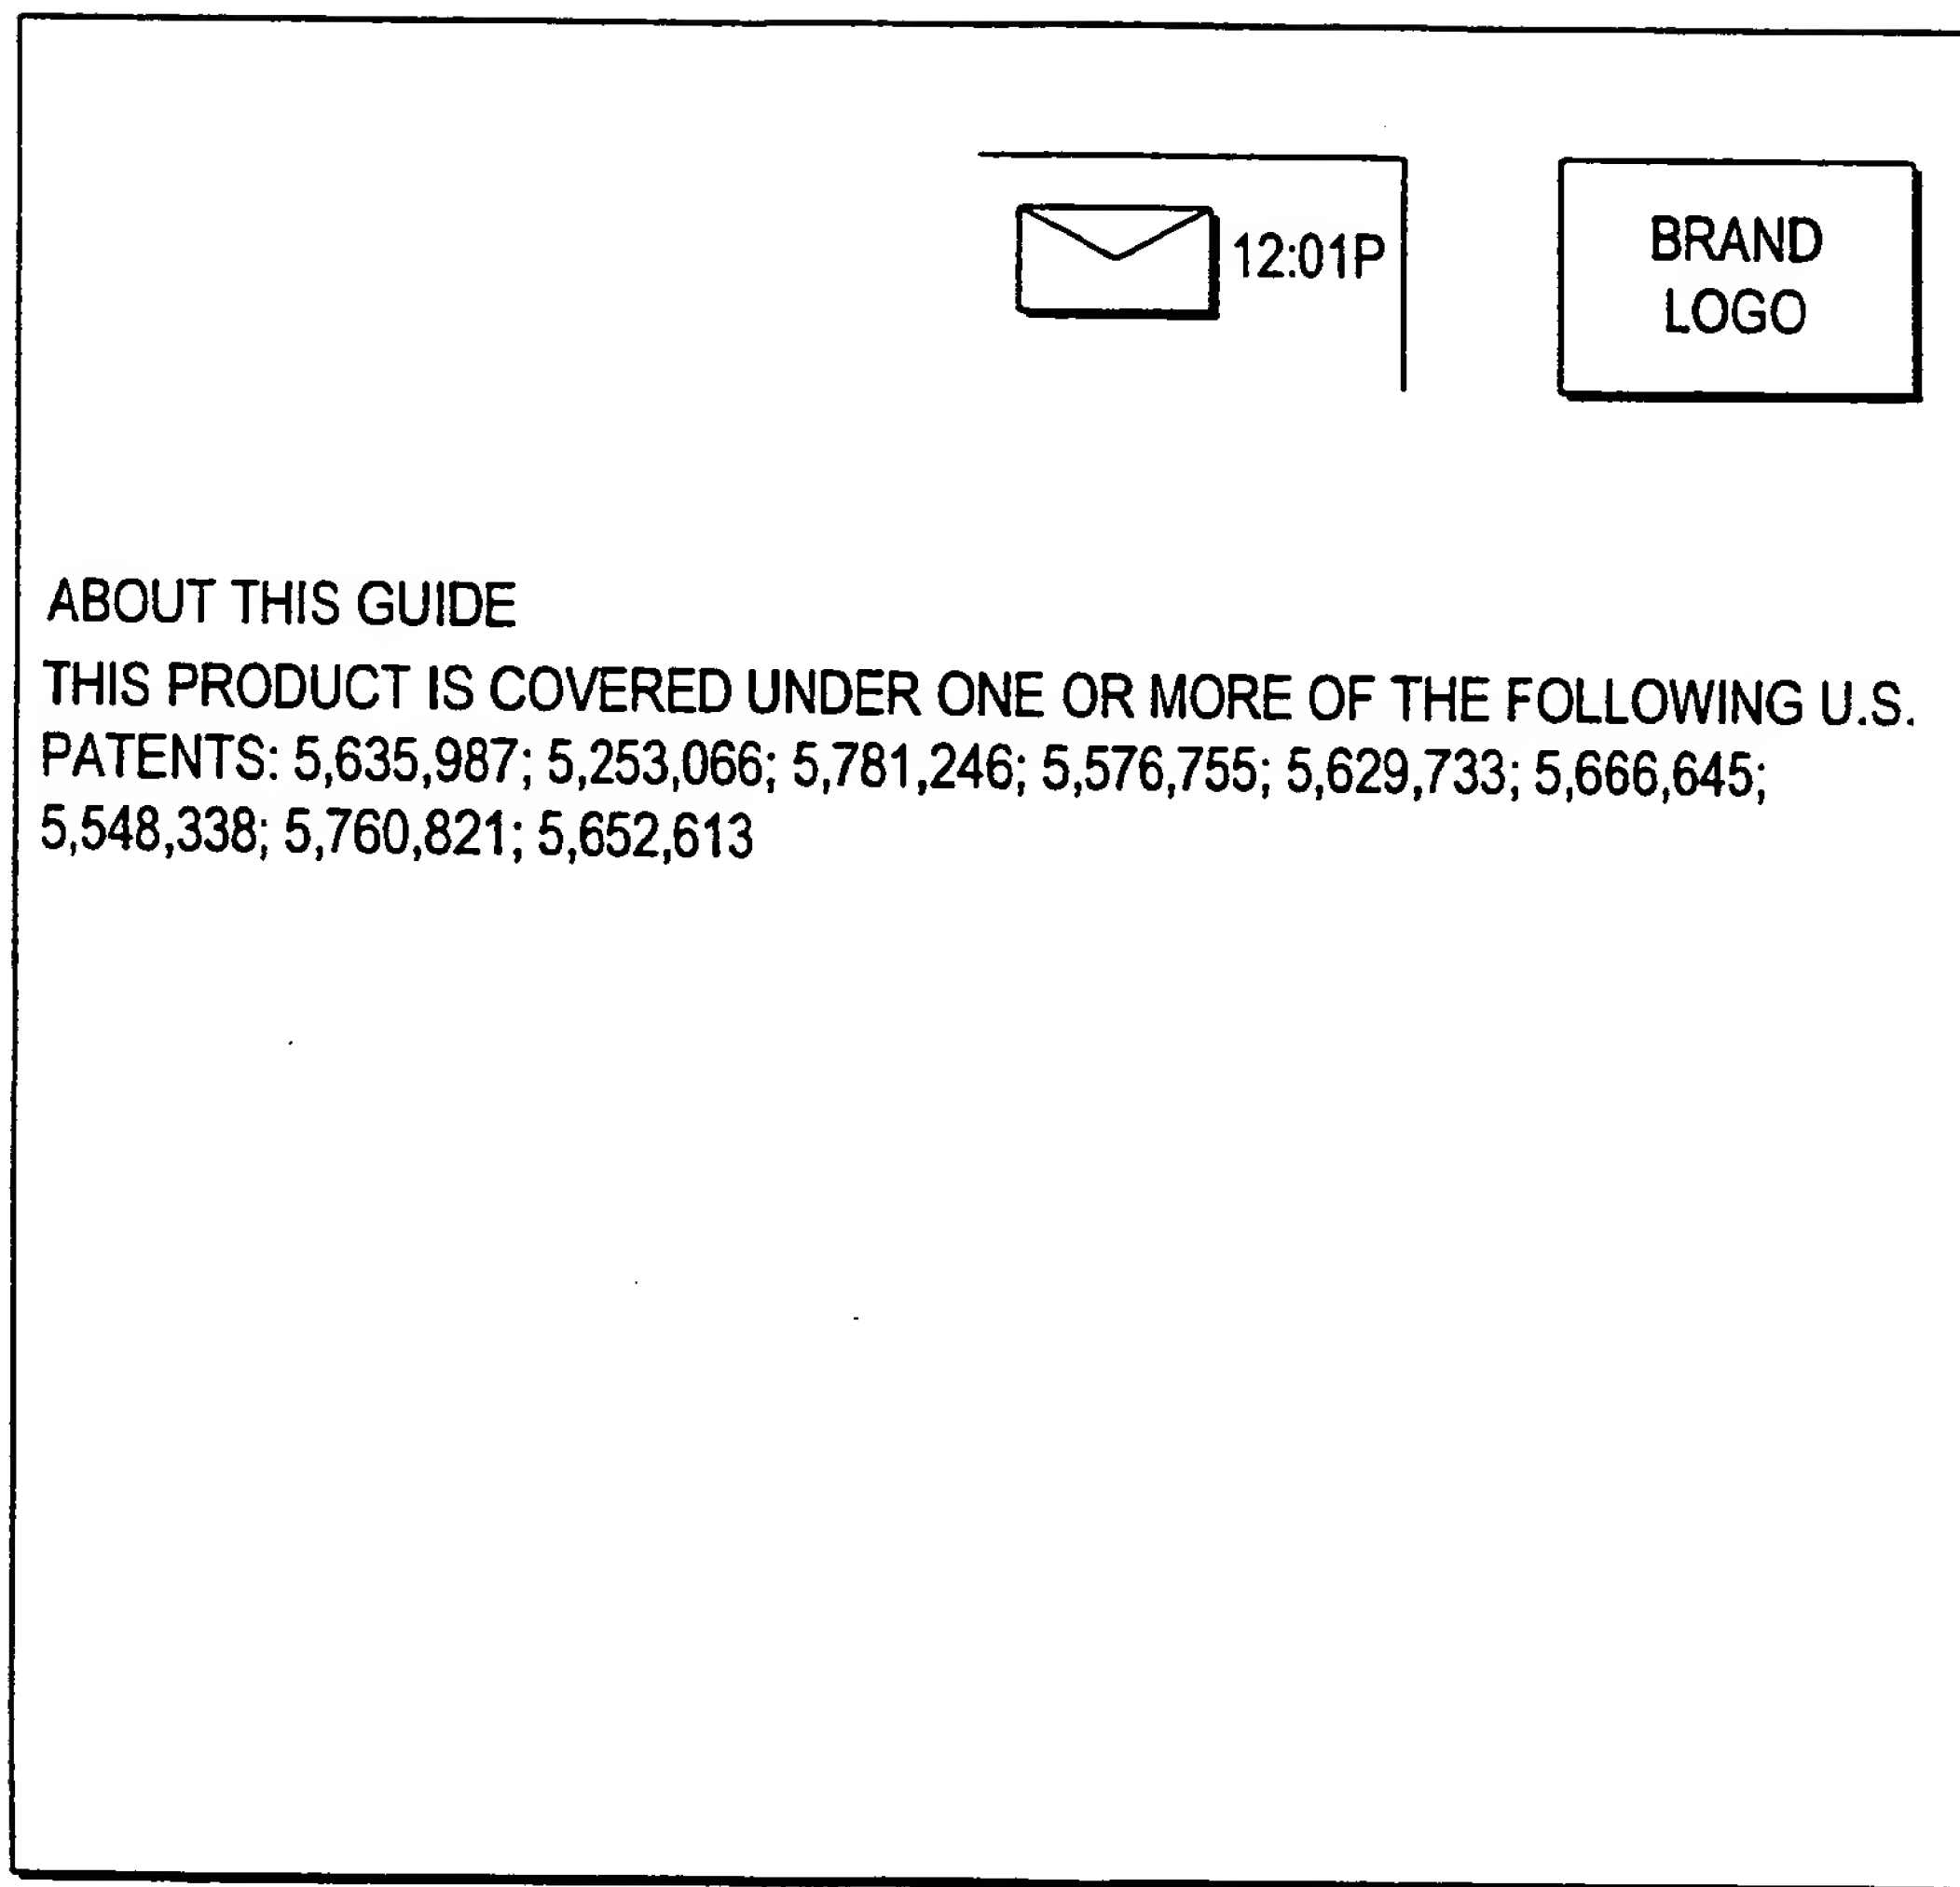 12:01P
BRAND
LOGO
ABOUT THIS GUIDE
THIS PRODUCT IS COVERED UNDER ONE OR MORE OF THE FOLLOWING U.S.
PATENTS: 5,635,987; 5,253,066; 5,781,246; 5,576,755; 5,629,733; 5,666,645;
5,548,338; 5,760,821; 5,652,613